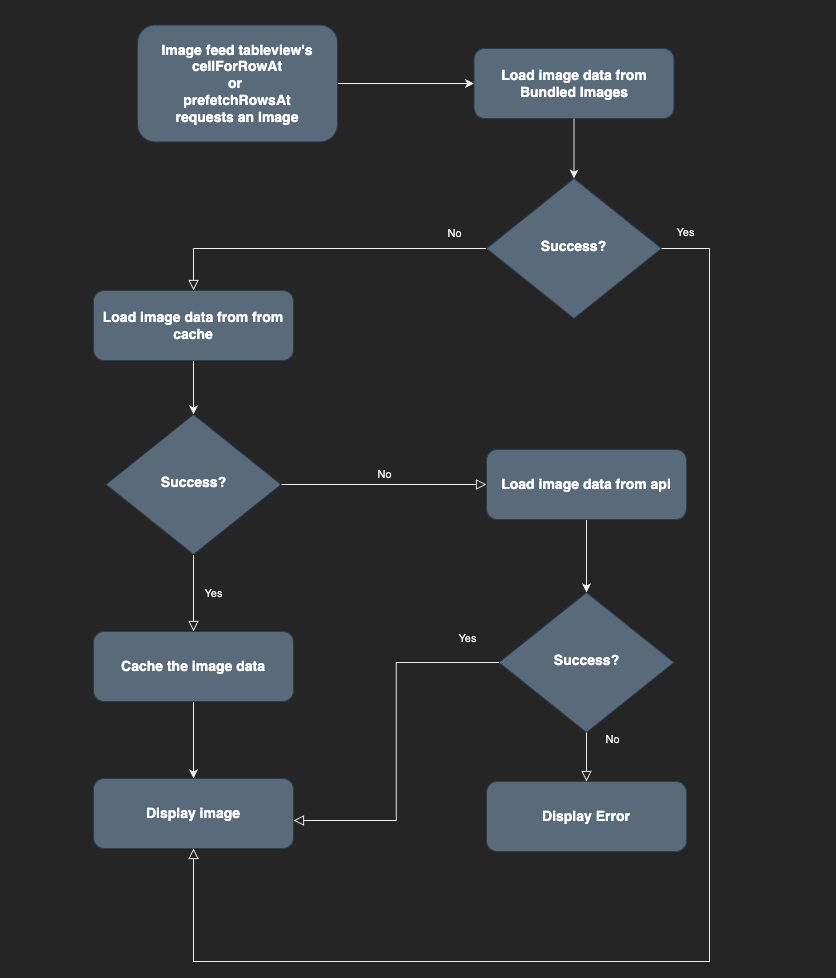 Image feed tableview's
cellForRowAt
or
prefetchRowsAt
requests an Image
Load image data from
Bundled Images
Success?
No
Yes
Load image data from from
cache
Success?
No
Load image data from api
Yes
Cache the image data
Success?
Yes
No
Display image
Display Error